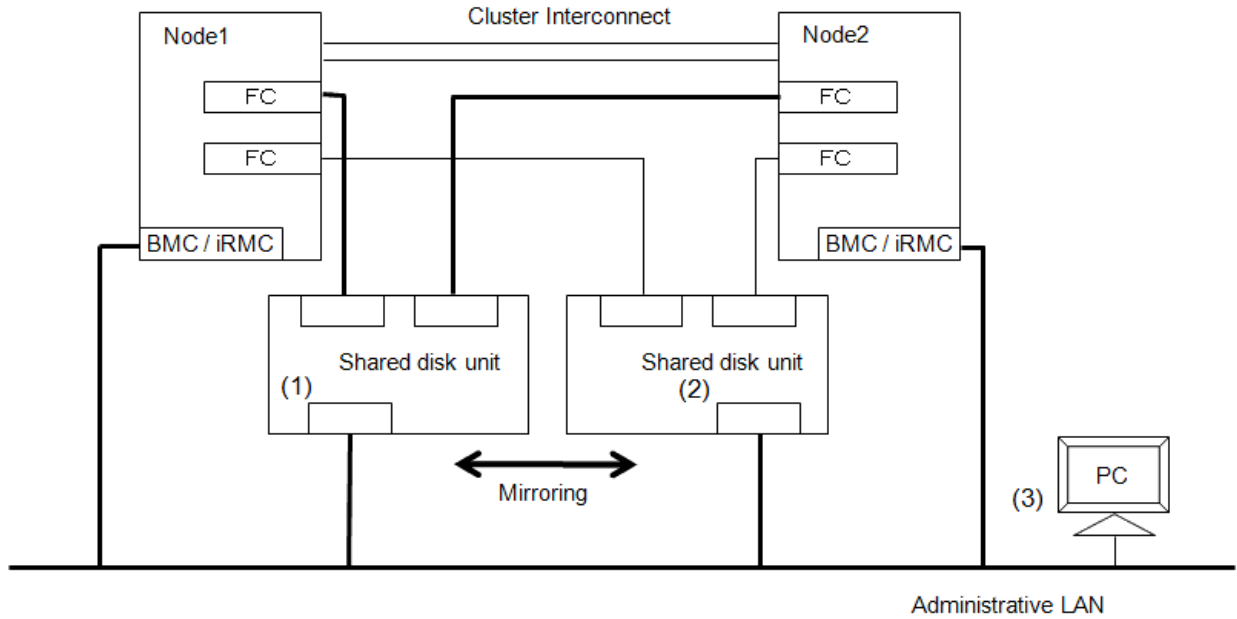 Cluster Interconnect
Node1
Node2
FC
FC
FC
FC
BMC / iRMC
BMC / iRMC
Shared disk unit
Shared disk unit
(1)
(2)
Mirroring
PC
(3)
Administrative LAN